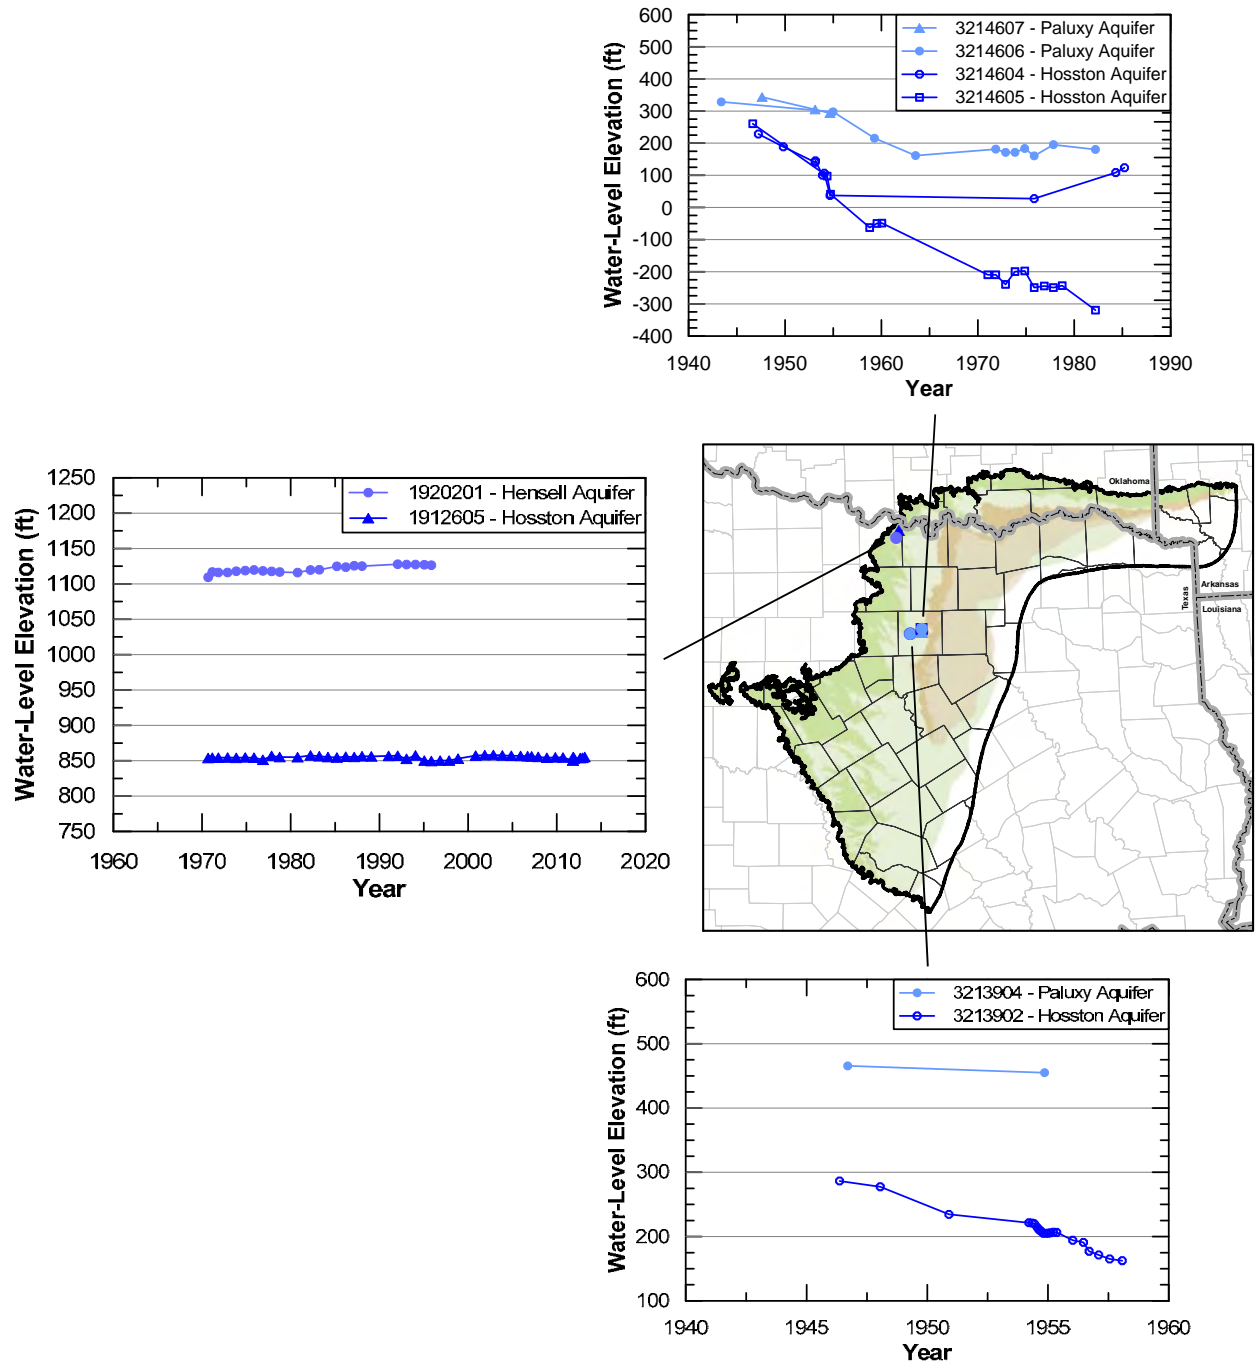 600
500
400
300
200
100
0
-100
-200
-300
-400
Water-Level Elevation (ft)
3214607 - Paluxy Aquifer
3214606 - Paluxy Aquifer
3214604 - Hosston Aquifer
3214605 - Hosston Aquifer
1940 1950 1960 1970 1980 1990
Year
1250
1200
1150
1100
1050
1000
950
900
850
800
750
Water-Level Elevation (ft)
1920201 - Hensell Aquifer
1912605 - Hosston Aquifer
1960 1970 1980 1990 2000 2010 2020
Year
Oklahoma
Arkansas
Texas
Louisiana
600
500
400
300
200
100
Water-Level Elevation (ft)
3213904 - Paluxy Aquifer
3213902 - Hosston Aquifer
1940 1945 1950 1955 1960
Year